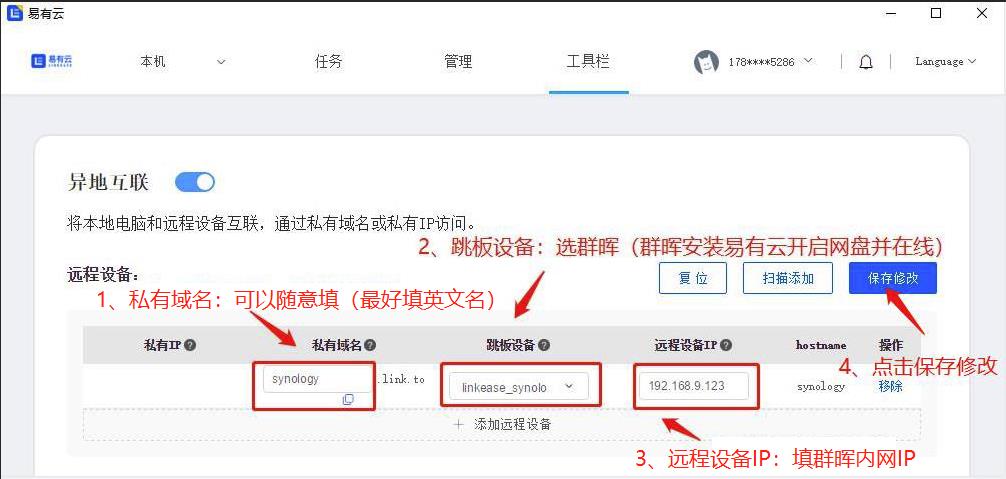 易有云
易有云 本机 任务 管理 工具栏 178****5286 Language
异地互联
将本地电脑和远程设备互联，通过私有域名或私有IP访问。
2、跳板设备：选群晖（群晖安装易有云开启网盘并在线）
远程设备： 复位 扫描添加 保存修改
1、私有域名：可以随意填（最好填英文名）
私有IP 私有域名 跳板设备 远程设备IP hostname 操作
4、点击保存修改
synology .link.to linkease_synolo 192.168.9.123 synology 移除
+ 添加远程设备
3、远程设备IP：填群晖内网IP